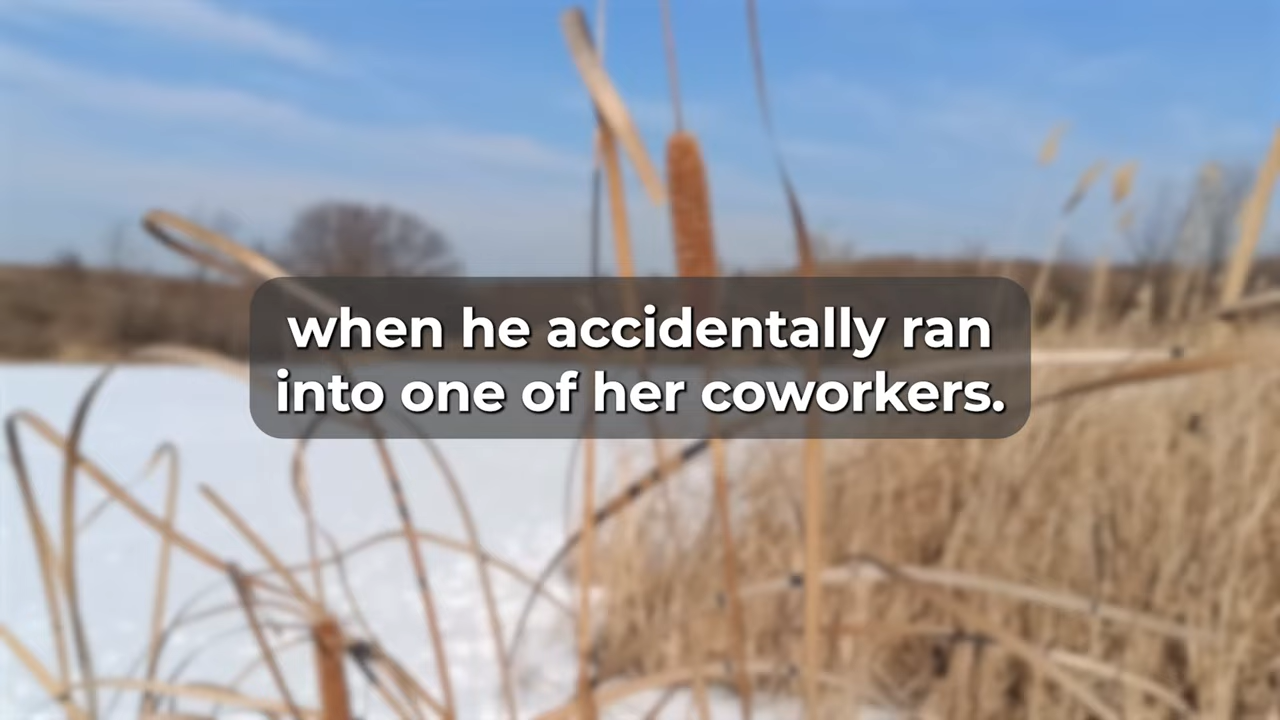 when he accidentally ran
into one of her coworkers.